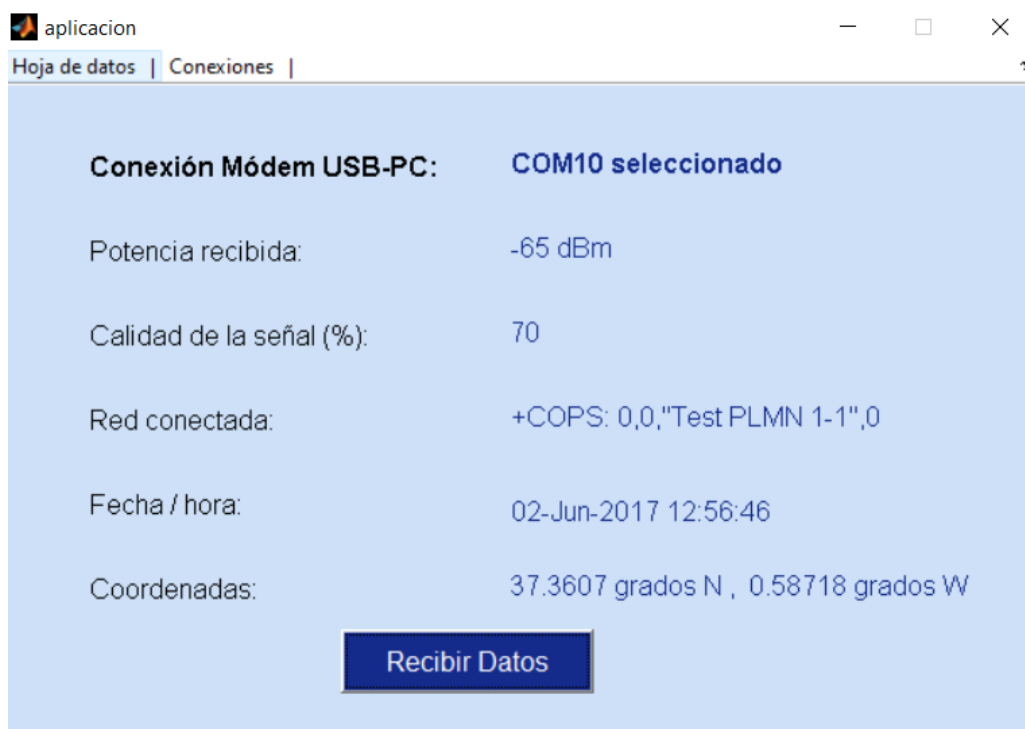 aplicacion
Hoja de datos | Conexiones |
Conexión Módem USB-PC: COM10 seleccionado
Potencia recibida: -65 dBm
Calidad de la señal (%): 70
Red conectada: +COPS: 0,0,"Test PLMN 1-1",0
Fecha / hora: 02-Jun-2017 12:56:46
Coordenadas: 37.3607 grados N , 0.58718 grados W
Recibir Datos